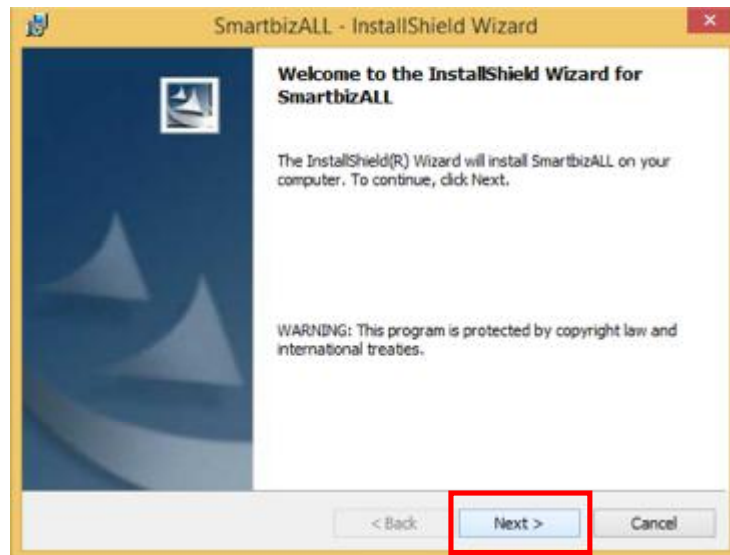 SmartbizALL - InstallShield Wizard
Welcome to the InstallShield Wizard for
SmartbizALL
The InstallShield(R) Wizard will install SmartbizALL on your
computer. To continue, click Next.
WARNING: This program is protected by copyright law and
international treaties.
< Back
Next >
Cancel